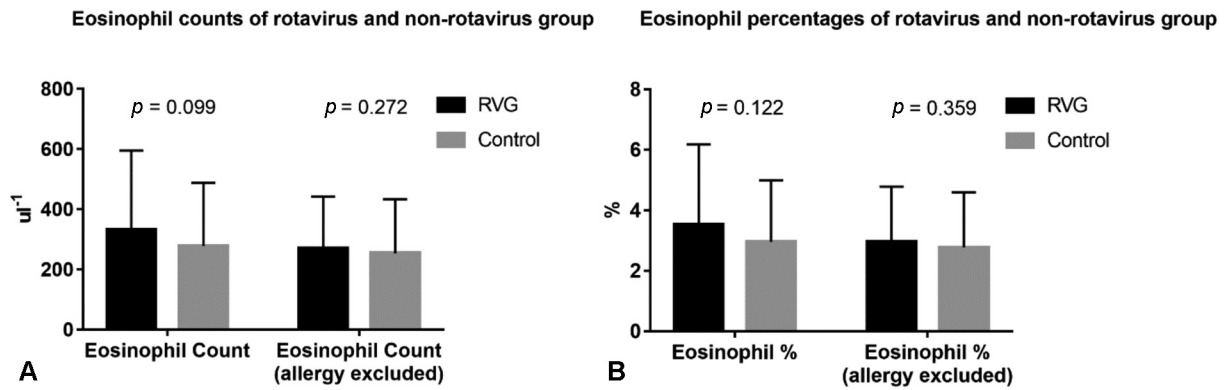 Eosinophil counts of rotavirus and non-rotavirus group
800
600
400
200
0
ul-1
p = 0.099
p = 0.272
RVG
Control
Eosinophil Count
Eosinophil Count
(allergy excluded)
A
Eosinophil percentages of rotavirus and non-rotavirus group
8
6
4
2
0
%
p = 0.122
p = 0.359
RVG
Control
Eosinophil %
Eosinophil %
(allergy excluded)
B